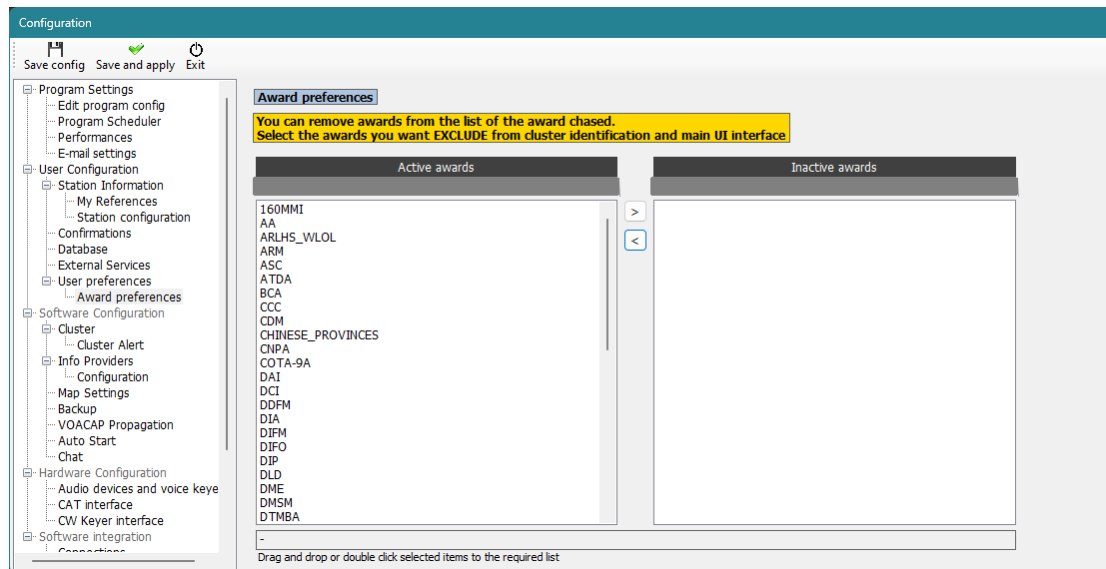 Configuration
Save config Save and apply Exit
Program Settings
Edit program config
Program Scheduler
Performances
E-mail settings
User Configuration
Station Information
My References
Station configuration
Confirmations
Database
External Services
User preferences
Award preferences
Software Configuration
Cluster
Cluster Alert
Info Providers
Configuration
Map Settings
Backup
VOACAP Propagation
Auto Start
Chat
Hardware Configuration
Audio devices and voice keye
CAT interface
CW Keyer interface
Software integration
Award preferences
You can remove awards from the list of the award chased.
Select the awards you want EXCLUDE from cluster identification and main UI interface
Active awards
160MMI
AA
ARLHS_WLOL
ARM
ASC
ATDA
BCA
CCC
CDM
CHINESE_PROVINCES
CNPA
COTA-9A
DAI
DCI
DDFM
DIA
DIFM
DIFO
DIP
DLD
DME
DMSM
DTMBA
>
<
Inactive awards
-
Drag and drop or double click selected items to the required list